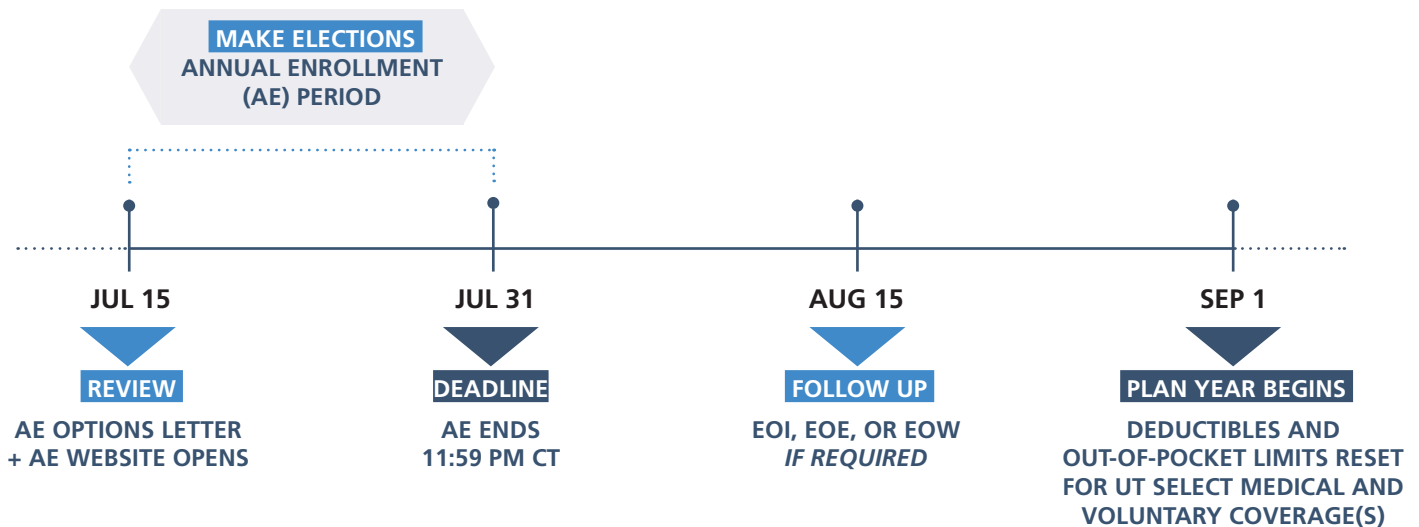 MAKE ELECTIONS
ANNUAL ENROLLMENT
(AE) PERIOD
JUL 15
REVIEW
AE OPTIONS LETTER
+ AE WEBSITE OPENS
JUL 31
DEADLINE
AE ENDS
11:59 PM CT
AUG 15
FOLLOW UP
EOI, EOE, OR EOW
IF REQUIRED
SEP 1
PLAN YEAR BEGINS
DEDUCTIBLES AND
OUT-OF-POCKET LIMITS RESET
FOR UT SELECT MEDICAL AND
VOLUNTARY COVERAGE(S)